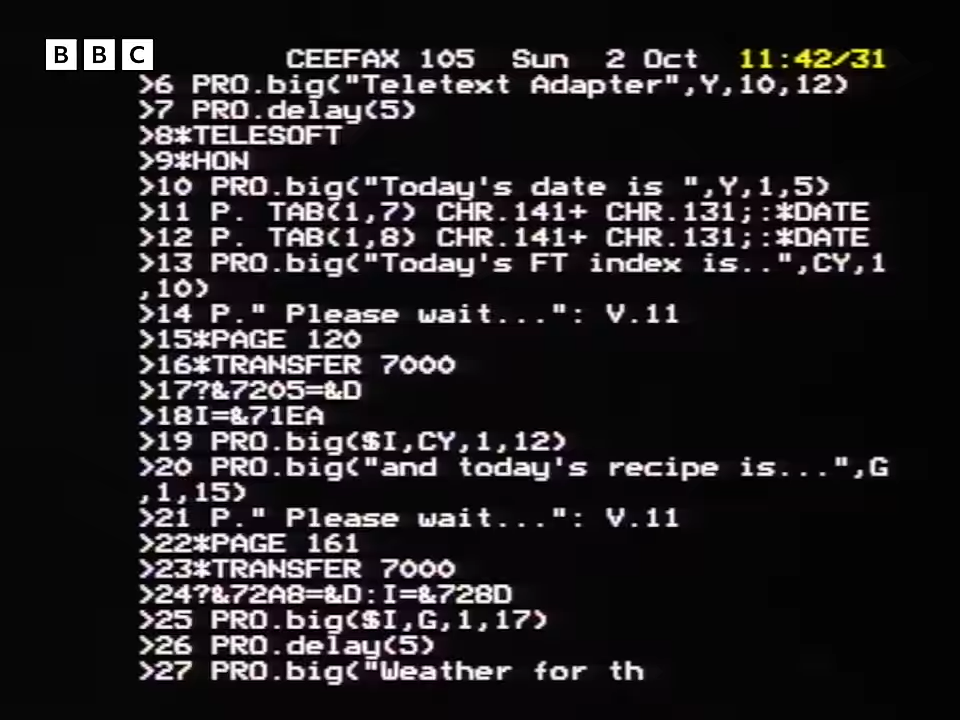 BBC
CEEFAX 105 Sun 2 Oct 11:42/31
>6 PRO.big("Teletext Adapter",Y,10,12)
>7 PRO.delay(5)
>8*TELESOFT
>9*HON
>10 PRO.big("Today's date is ",Y,1,5)
>11 P. TAB(1,7) CHR.141+ CHR.131;:*DATE
>12 P. TAB(1,8) CHR.141+ CHR.131;:*DATE
>13 PRO.big("Today's FT index is..",CY,1
,10)
>14 P." Please wait...": V.11
>15*PAGE 120
>16*TRANSFER 7000
>17?&7205=&D
>18I=&71EA
>19 PRO.big($I,CY,1,12)
>20 PRO.big("and today's recipe is...",G
,1,15)
>21 P." Please wait...": V.11
>22*PAGE 161
>23*TRANSFER 7000
>24?&72A8=&D:I=&728D
>25 PRO.big($I,G,1,17)
>26 PRO.delay(5)
>27 PRO.big("Weather for th